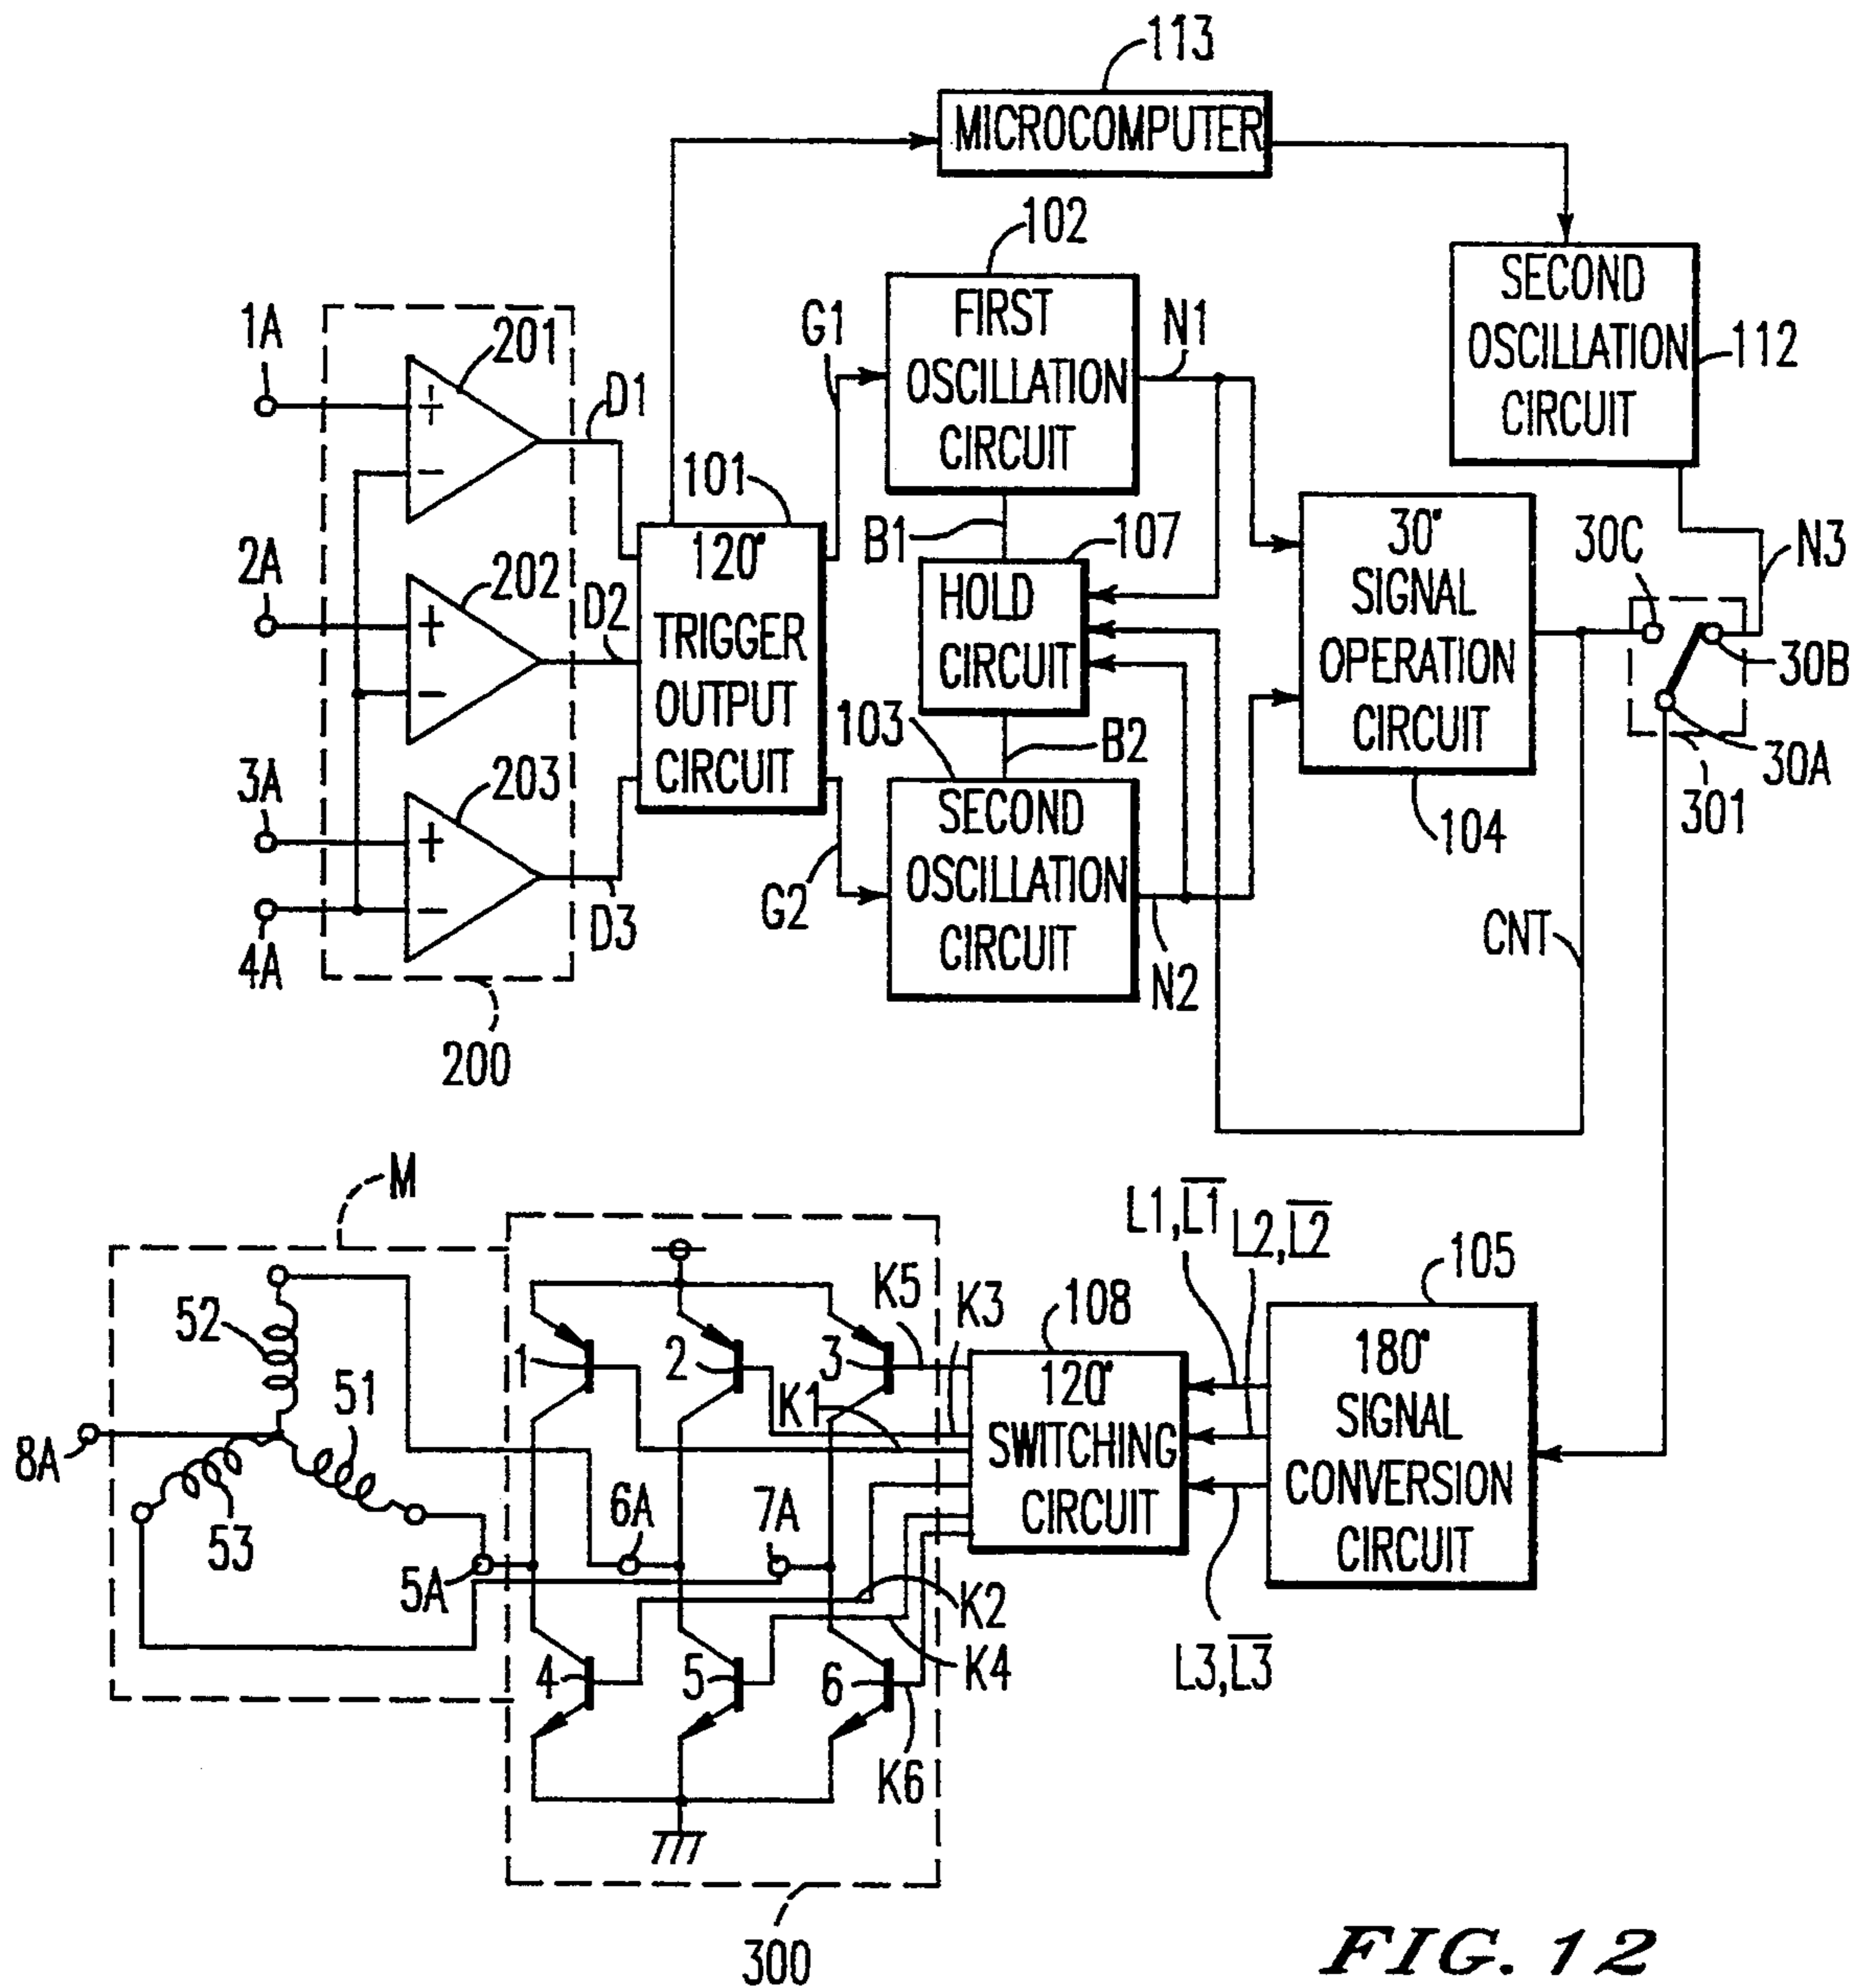 113
MICROCOMPUTER
102
FIRST
OSCILLATION
CIRCUIT
G1
N1
SECOND
OSCILLATION
CIRCUIT
112
1A
201
+
−
D1
101
2A
202
+
−
D2
120°
TRIGGER
OUTPUT
CIRCUIT
B1
107
HOLD
CIRCUIT
30°
SIGNAL
OPERATION
CIRCUIT
104
30C
N3
30B
30A
301
3A
203
+
−
D3
4A
200
103
B2
SECOND
OSCILLATION
CIRCUIT
G2
N2
CNT
M
L1, L̅1̅
L2, L̅2̅
105
K5
K3
108
52
51
53
8A
1
2
3
K1
120°
SWITCHING
CIRCUIT
180°
SIGNAL
CONVERSION
CIRCUIT
5A
6A
7A
K2
K4
L3, L̅3̅
4
5
6
K6
300
FIG. 12